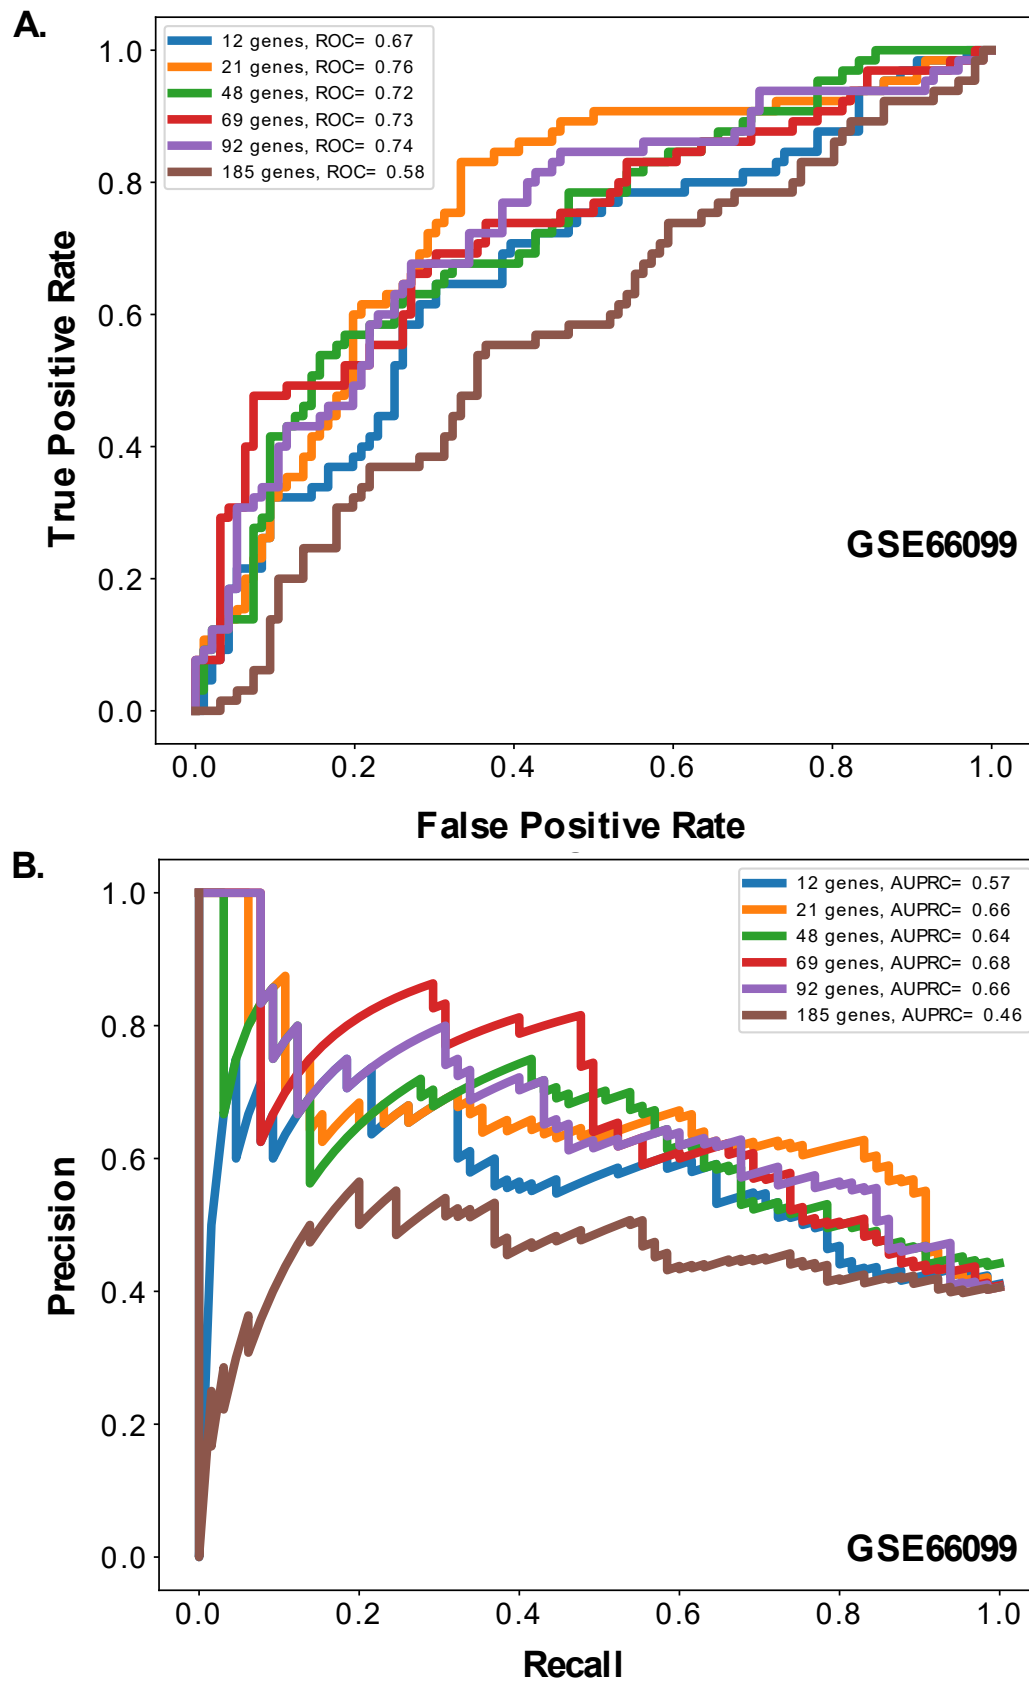 A.
12 genes, ROC= 0.67
21 genes, ROC= 0.76
48 genes, ROC= 0.72
69 genes, ROC= 0.73
92 genes, ROC= 0.74
185 genes, ROC= 0.58
1.0
0.8
0.6
0.4
0.2
0.0
True Positive Rate
GSE66099
0.0 0.2 0.4 0.6 0.8 1.0
False Positive Rate
B.
12 genes, AUPRC= 0.57
21 genes, AUPRC= 0.66
48 genes, AUPRC= 0.64
69 genes, AUPRC= 0.68
92 genes, AUPRC= 0.66
185 genes, AUPRC= 0.46
1.0
0.8
0.6
0.4
0.2
0.0
Precision
GSE66099
0.0 0.2 0.4 0.6 0.8 1.0
Recall